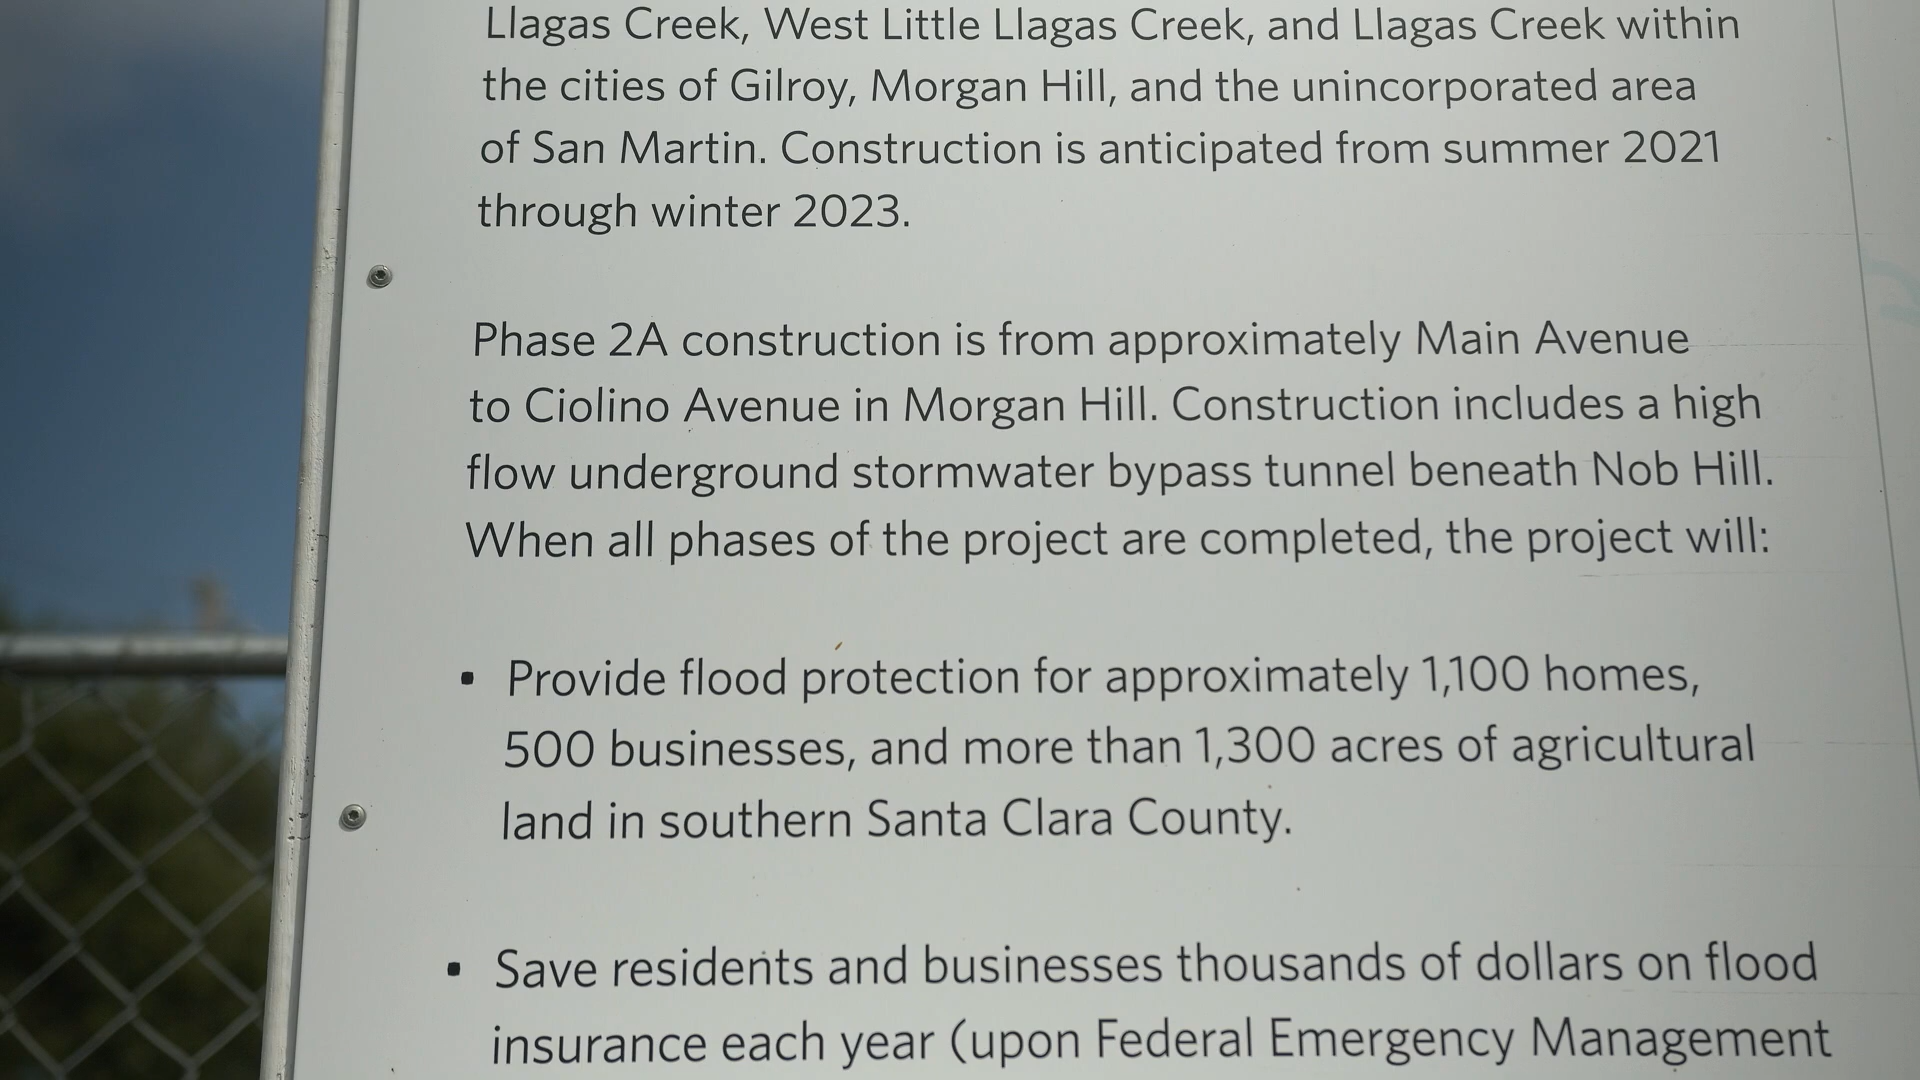 Llagas Creek, West Little Llagas Creek, and Llagas Creek within
the cities of Gilroy, Morgan Hill, and the unincorporated area
of San Martin. Construction is anticipated from summer 2021
through winter 2023.
Phase 2A construction is from approximately Main Avenue
to Ciolino Avenue in Morgan Hill. Construction includes a high
flow underground stormwater bypass tunnel beneath Nob Hill.
When all phases of the project are completed, the project will:
▪ Provide flood protection for approximately 1,100 homes,
500 businesses, and more than 1,300 acres of agricultural
land in southern Santa Clara County.
▪ Save residents and businesses thousands of dollars on flood
insurance each year (upon Federal Emergency Management